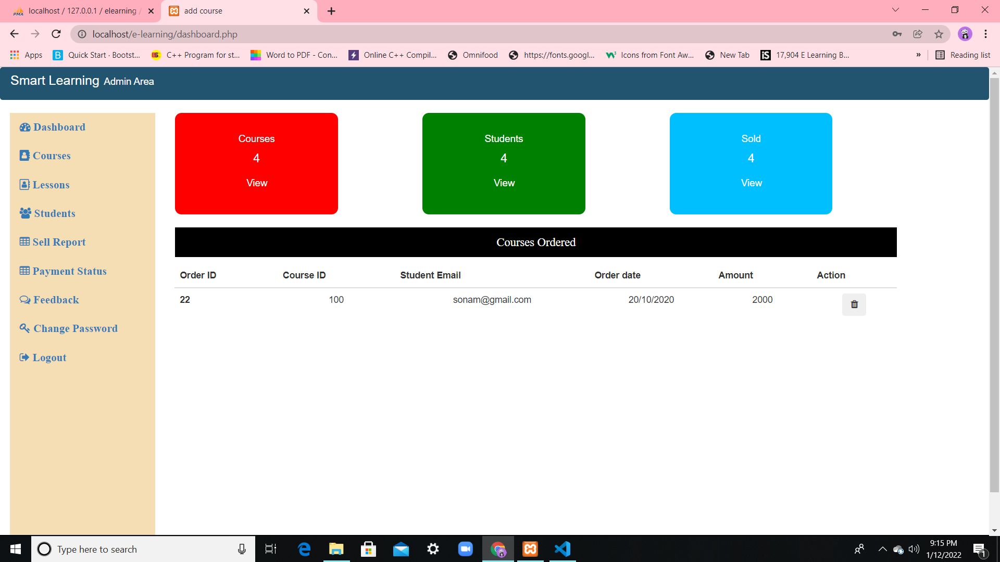 localhost / 127.0.0.1 / elearning /
add course
localhost/e-learning/dashboard.php
Apps
Quick Start · Bootst...
C++ Program for st...
Word to PDF - Con...
Online C++ Compil...
Omnifood
https://fonts.googl...
Icons from Font Aw...
New Tab
17,904 E Learning B...
»
Reading list
Smart Learning Admin Area
Dashboard
Courses
Lessons
Students
Sell Report
Payment Status
Feedback
Change Password
Logout
Courses
4
View
Students
4
View
Sold
4
View
Courses Ordered
Order ID Course ID Student Email Order date Amount Action
22 100 sonam@gmail.com 20/10/2020 2000
Type here to search
9:15 PM
1/12/2022
1